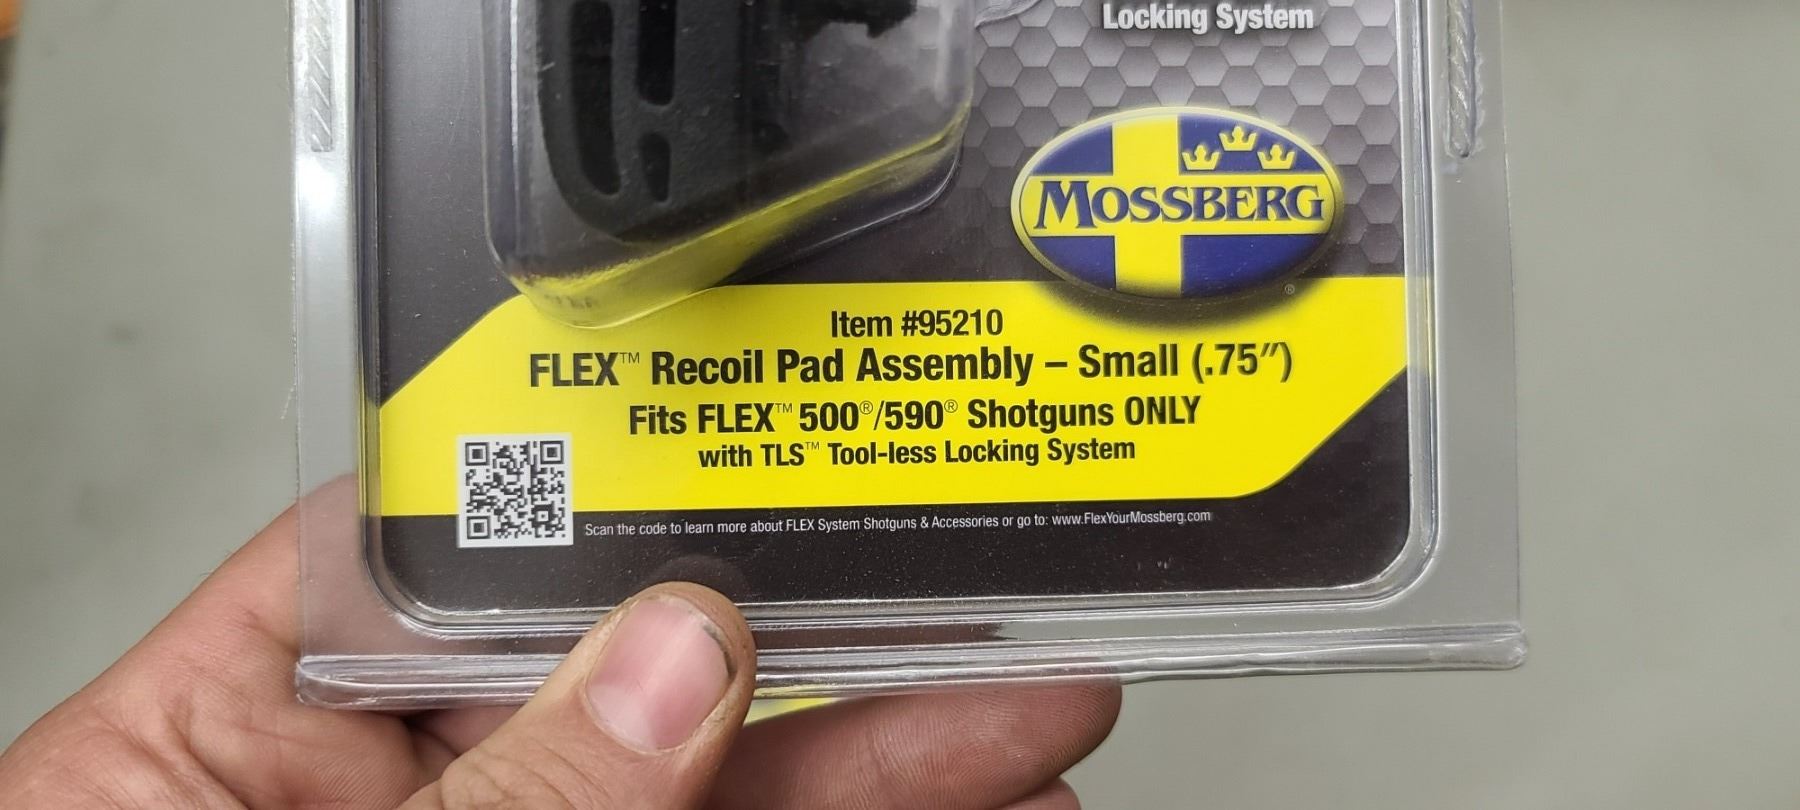 Locking System
MOSSBERG
®
Item #95210
FLEX™ Recoil Pad Assembly – Small (.75″)
Fits FLEX™ 500®/590® Shotguns ONLY
with TLS™ Tool-less Locking System
Scan the code to learn more about FLEX System Shotguns & Accessories or go to: www.FlexYourMossberg.com